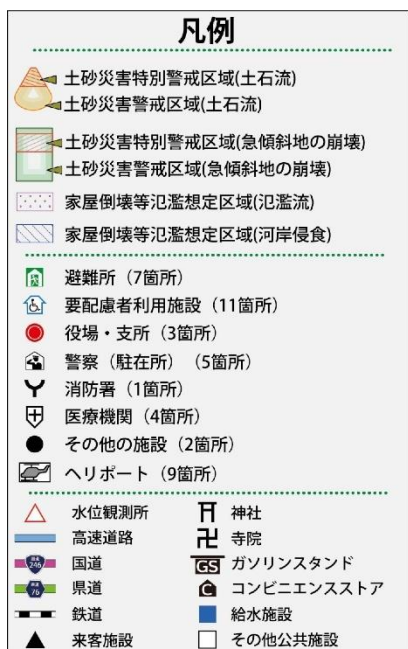 凡例
土砂災害特別警戒区域(土石流)
土砂災害警戒区域(土石流)
土砂災害特別警戒区域(急傾斜地の崩壊)
土砂災害警戒区域(急傾斜地の崩壊)
家屋倒壊等氾濫想定区域(氾濫流)
家屋倒壊等氾濫想定区域(河岸侵食)
避難所（7箇所）
要配慮者利用施設（11箇所）
役場・支所（3箇所）
警察（駐在所）（5箇所）
消防署（1箇所）
医療機関（4箇所）
その他の施設（2箇所）
ヘリポート（9箇所）
水位観測所
神社
高速道路
寺院
246 国道
GS ガソリンスタンド
76 県道
C コンビニエンスストア
鉄道
給水施設
来客施設
その他公共施設